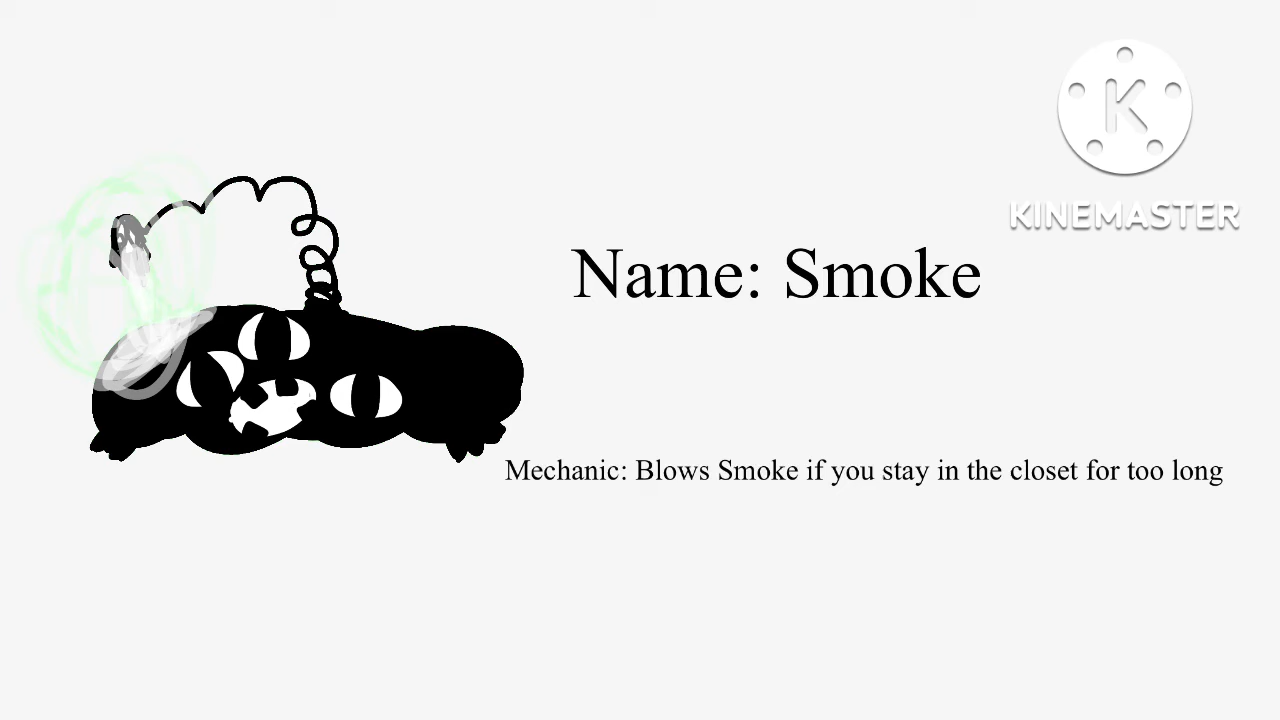 KINEMASTER
Name: Smoke
Mechanic: Blows Smoke if you stay in the closet for too long